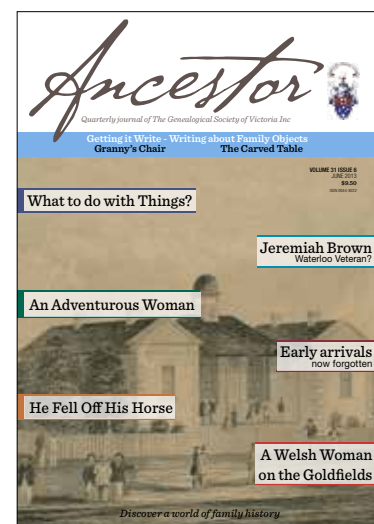 Ancestor
Quarterly journal of The Genealogical Society of Victoria Inc
Getting it Write - Writing about Family Objects
Granny's Chair The Carved Table
VOLUME 31 ISSUE 6
JUNE 2013
$9.50
What to do with Things?
Jeremiah Brown
Waterloo Veteran?
An Adventurous Woman
Early arrivals
now forgotten
He Fell Off His Horse
A Welsh Woman
on the Goldfields
Discover a world of family history